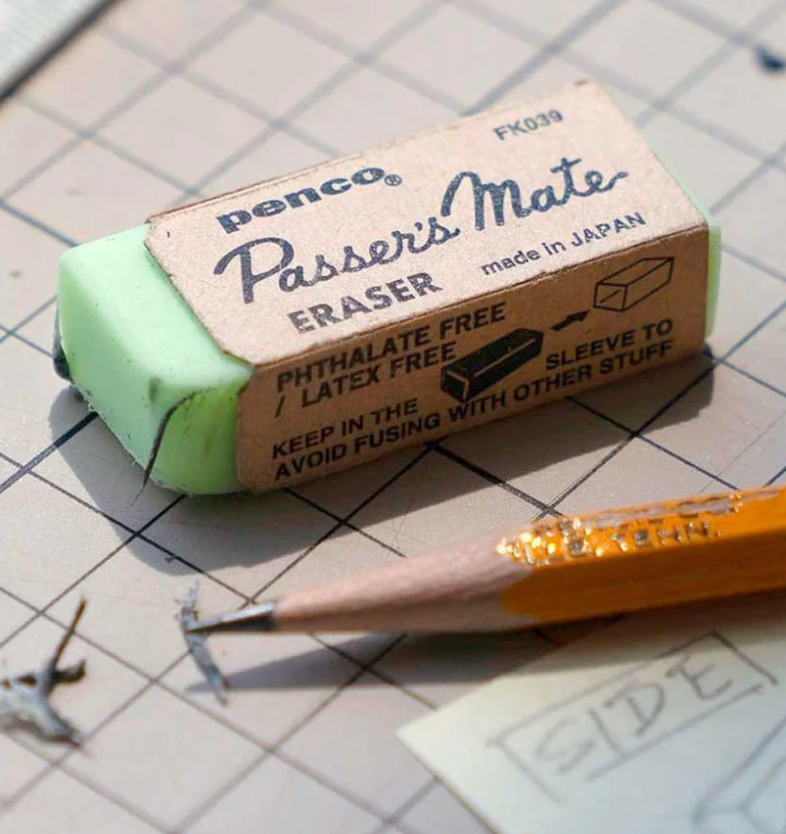 FK039
penco®
Passer's Mate
ERASER made in JAPAN
PHTHALATE FREE
/ LATEX FREE
KEEP IN THE SLEEVE TO
AVOID FUSING WITH OTHER STUFF
SIDE